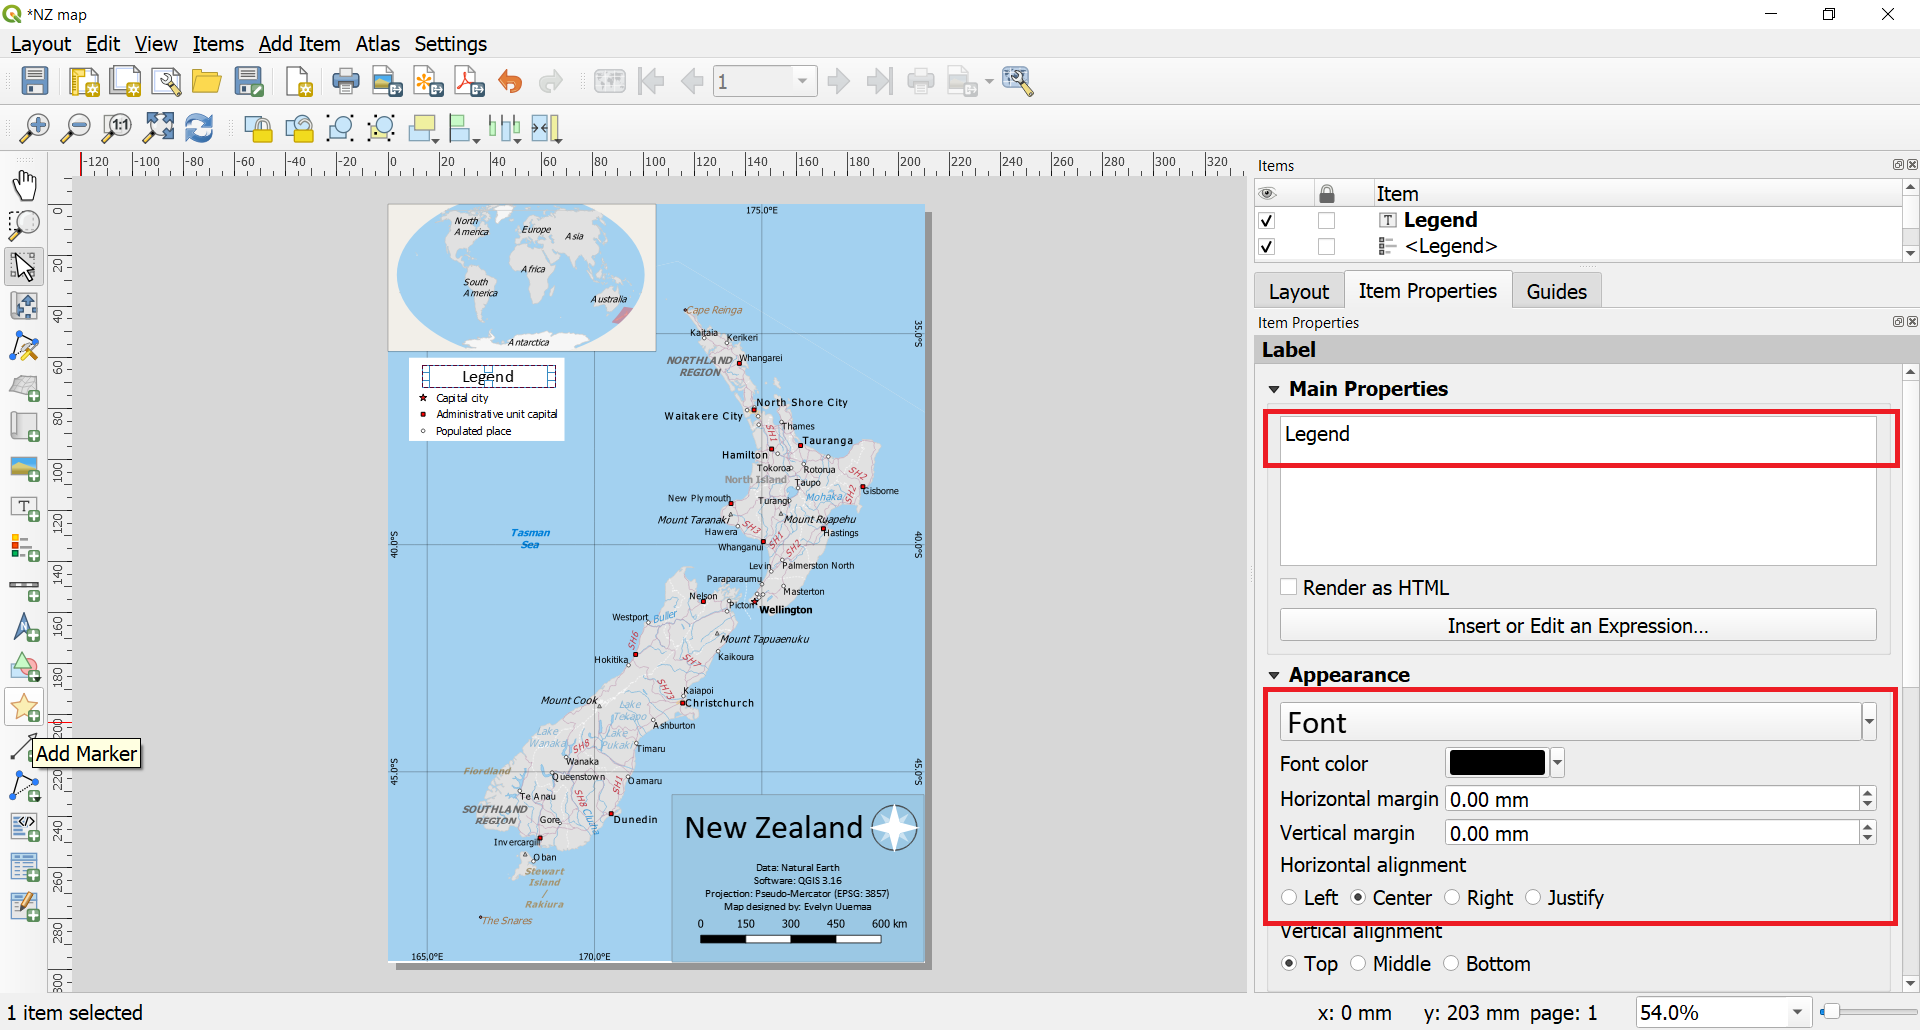 *NZ map
Layout Edit View Items Add Item Atlas Settings
1
1:1
-120 -100 -80 -60 -40 -20 0 20 40 60 80 100 120 140 160 180 200 220 240 260 280 300 320
0
20
40
60
80
100
120
140
160
180
200
220
240
260
280
300
Add Marker
175.0°E
North America
Europe
Asia
Africa
South America
Australia
Antarctica
Legend
Capital city
Administrative unit capital
Populated place
Cape Reinga
35.0°S
Kaitaia
Kerikeri
NORTHLAND REGION
Whangarei
North Shore City
Waitakere City
SH1
Thames
Tauranga
Hamilton
Tokoroa
Rotorua
SH2
North Island
Taupo
SH2
Gisborne
New Plymouth
Turangi
Mohaka
Mount Taranaki
SH3
Mount Ruapehu
Hawera
Hastings
Tasman Sea
Whanganui
SH1
SH2
40.0°S
40.0°S
Levin
Palmerston North
Paraparaumu
Masterton
Nelson
Picton
Wellington
Westport
Buller
SH6
Mount Tapuaenuku
Hokitika
SH7
Kaikoura
SH73
Kaiapoi
Mount Cook
Christchurch
Lake Tekapo
Ashburton
Lake Wanaka
Lake Pukaki
SH8
Timaru
Wanaka
45.0°S
45.0°S
Fiordland
Queenstown
Oamaru
SH1
Te Anau
SH8
Clutha
SOUTHLAND REGION
Gore
Dunedin
Invercargill
Oban
Stewart Island / Rakiura
The Snares
165.0°E
170.0°E
New Zealand
Data: Natural Earth
Software: QGIS 3.16
Projection: Pseudo-Mercator (EPSG: 3857)
Map designed by: Evelyn Uuemaa
0 150 300 450 600 km
Items
Item
T Legend
<Legend>
Layout Item Properties Guides
Item Properties
Label
Main Properties
Legend
Render as HTML
Insert or Edit an Expression...
Appearance
Font
Font color
Horizontal margin 0.00 mm
Vertical margin 0.00 mm
Horizontal alignment
Left Center Right Justify
Vertical alignment
Top Middle Bottom
1 item selected
x: 0 mm y: 203 mm page: 1 54.0%